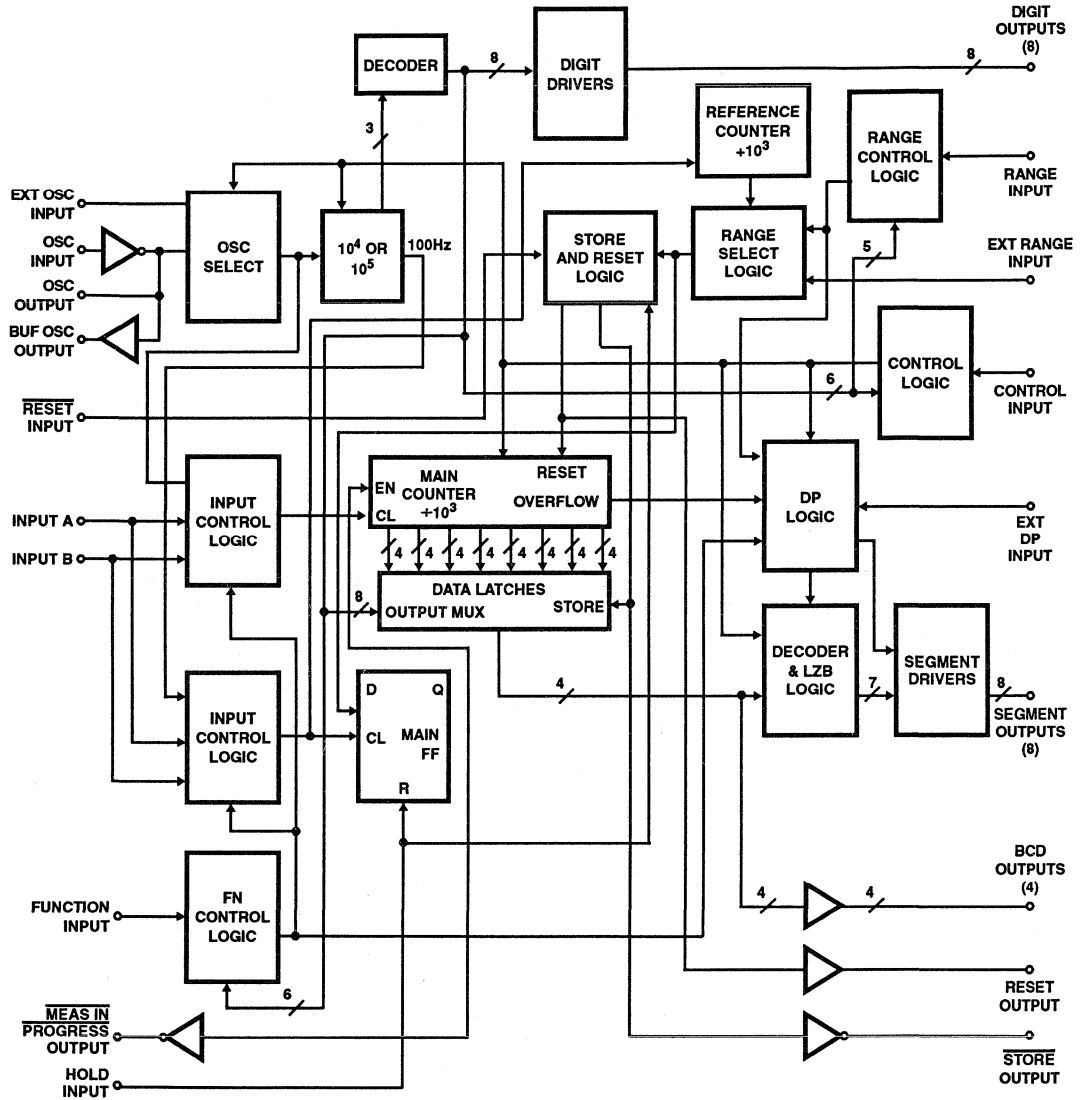 DIGIT
OUTPUTS
(8)
DECODER
8
DIGIT
DRIVERS
8
3
REFERENCE
COUNTER
+10³
RANGE
CONTROL
LOGIC
RANGE
INPUT
EXT OSC
INPUT
OSC
INPUT
OSC
OUTPUT
BUF OSC
OUTPUT
OSC
SELECT
10⁴ OR
10⁵
100Hz
STORE
AND RESET
LOGIC
RANGE
SELECT
LOGIC
5
EXT RANGE
INPUT
CONTROL
LOGIC
6
CONTROL
INPUT
RESET
INPUT
INPUT A
INPUT B
INPUT
CONTROL
LOGIC
EN
CL
MAIN
COUNTER
÷10³
RESET
OVERFLOW
4
4
4
4
4
4
4
4
8
DATA LATCHES
OUTPUT MUX
STORE
DP
LOGIC
EXT
DP
INPUT
DECODER
& LZB
LOGIC
7
SEGMENT
DRIVERS
8
SEGMENT
OUTPUTS
(8)
4
INPUT
CONTROL
LOGIC
D
Q
CL
MAIN
FF
R
FUNCTION
INPUT
FN
CONTROL
LOGIC
6
BCD
OUTPUTS
(4)
4
4
RESET
OUTPUT
STORE
OUTPUT
MEAS IN
PROGRESS
OUTPUT
HOLD
INPUT